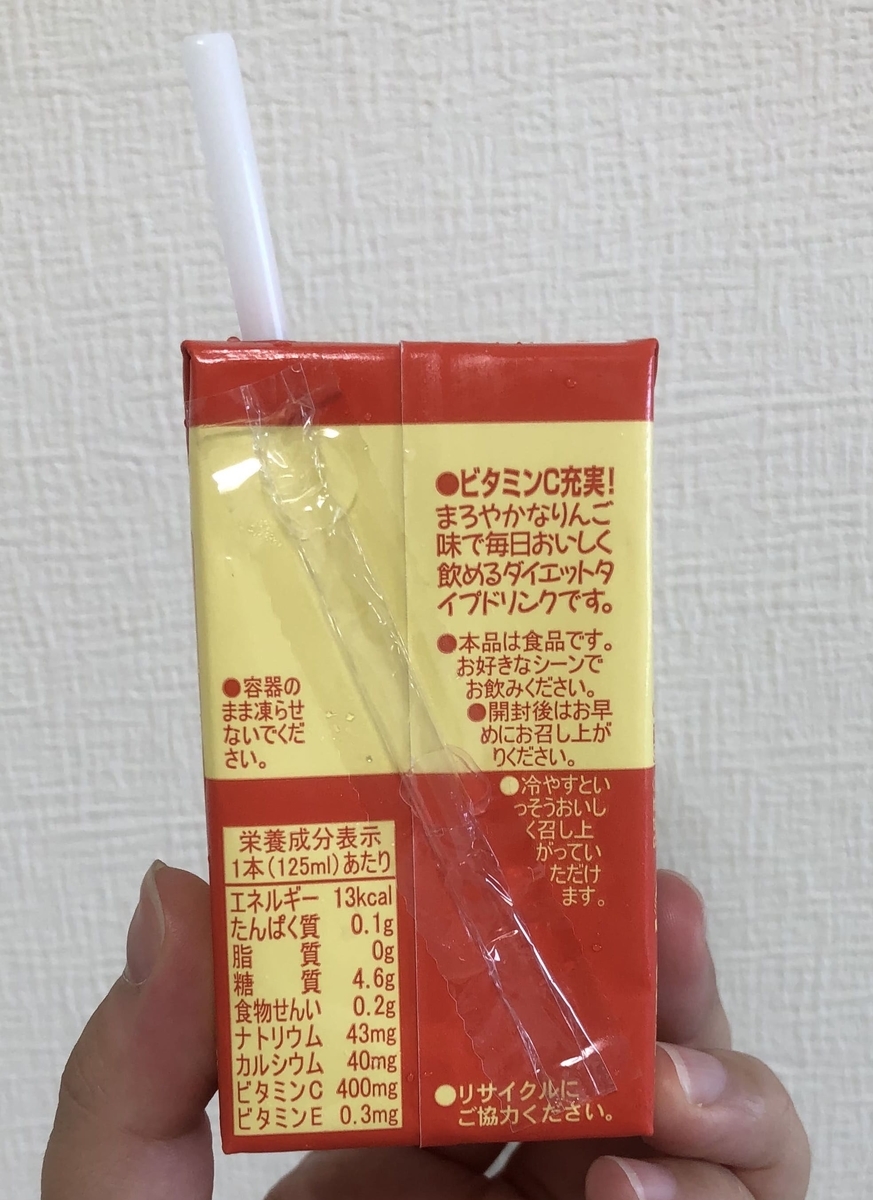 ●ビタミンC充実!
まろやかなりんご
味で毎日おいしく
飲めるダイエットタ
イプドリンクです。
●本品は食品です。
お好きなシーンで
お飲みください。
●開封後はお早
めにお召し上が
りください。
●冷やすとい
っそうおいし
く召し上
がってい
ただけ
ます。
●リサイクルに
ご協力ください。
●容器の
まま凍らせ
ないでくだ
さい。
栄養成分表示
1本(125ml)あたり
エネルギー 13kcal
たんぱく質 0.1g
脂質 0g
糖質 4.6g
食物せんい 0.2g
ナトリウム 43mg
カルシウム 40mg
ビタミンC 400mg
ビタミンE 0.3mg